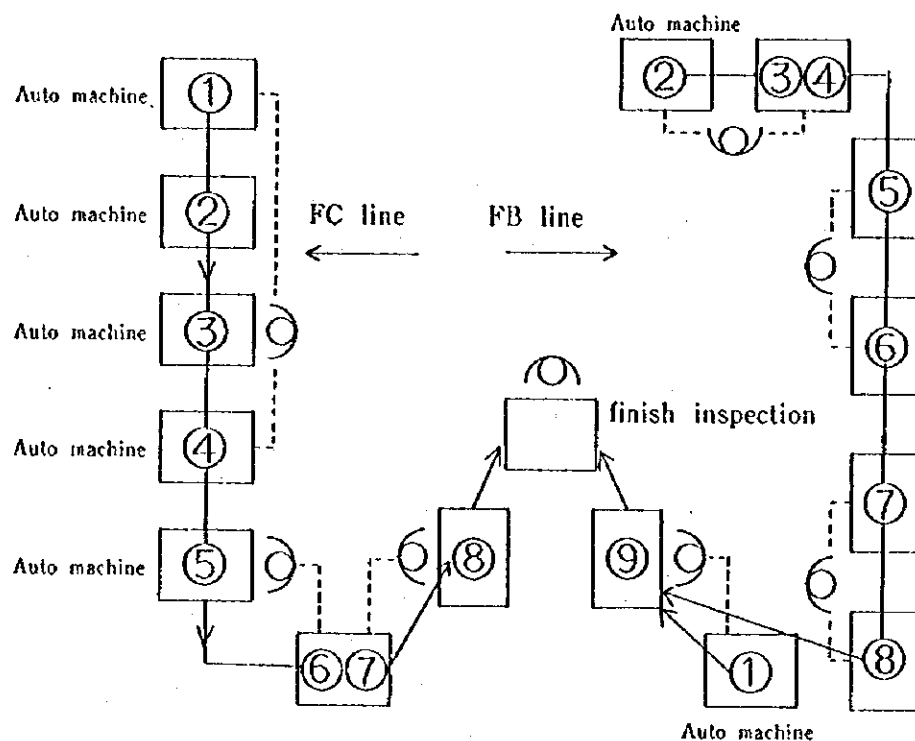 Auto machine
② ③④
Auto machine ①
Auto machine ②
⑤
FC line FB line
Auto machine ③
⑥
finish inspection
Auto machine ④
⑦
Auto machine ⑤
⑧ ⑨
⑥⑦ ① ⑧
Auto machine